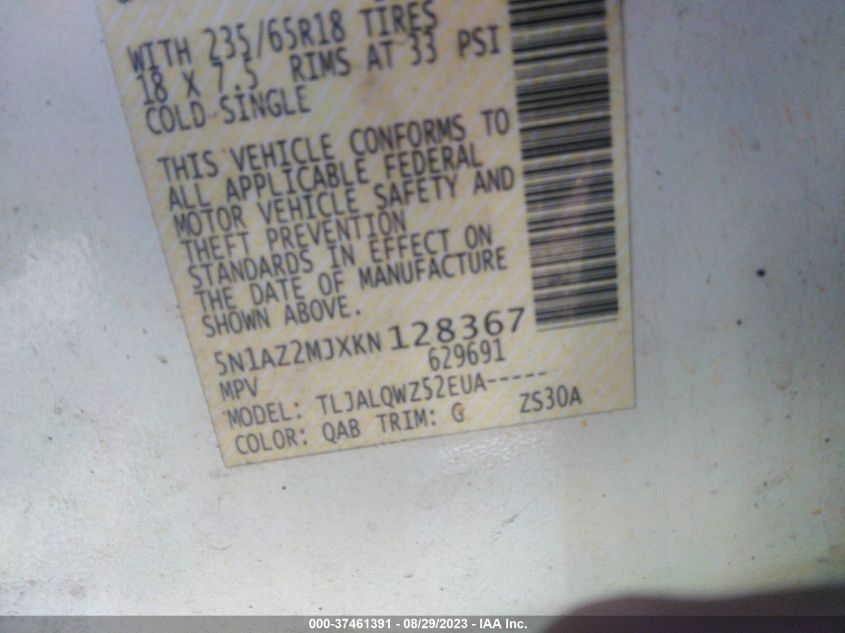 WITH 235/65R18 TIRES
18 X 7.5 RIMS AT 33 PSI
COLD SINGLE
THIS VEHICLE CONFORMS TO
ALL APPLICABLE FEDERAL
MOTOR VEHICLE SAFETY AND
THEFT PREVENTION
STANDARDS IN EFFECT ON
THE DATE OF MANUFACTURE
SHOWN ABOVE.
5N1AZ2MJXKN128367
MPV 629691
MODEL: TLJALQWZ52EUA-----
COLOR: QAB TRIM: G ZS30A
000-37461391 - 08/29/2023 - IAA Inc.